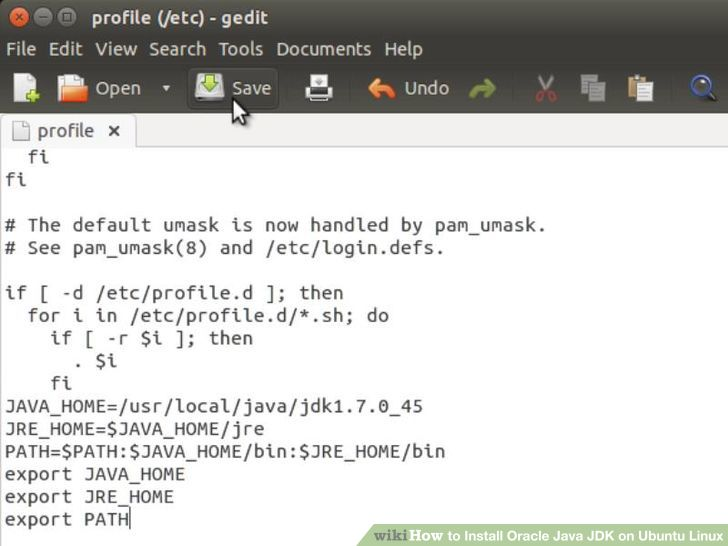 profile (/etc) - gedit
File Edit View Search Tools Documents Help
Open Save Undo
profile
fi
fi
# The default umask is now handled by pam_umask.
# See pam_umask(8) and /etc/login.defs.
if [ -d /etc/profile.d ]; then
for i in /etc/profile.d/*.sh; do
if [ -r $i ]; then
. $i
fi
JAVA_HOME=/usr/local/java/jdk1.7.0_45
JRE_HOME=$JAVA_HOME/jre
PATH=$PATH:$JAVA_HOME/bin:$JRE_HOME/bin
export JAVA_HOME
export JRE_HOME
export PATH
wikiHow to Install Oracle Java JDK on Ubuntu Linux